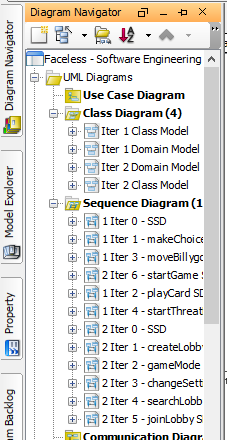 Diagram Navigator
Faceless - Software Engineering
UML Diagrams
Use Case Diagram
Class Diagram (4)
Iter 1 Class Model
Iter 1 Domain Model
Iter 2 Domain Model
Iter 2 Class Model
Sequence Diagram (1
1 Iter 0 - SSD
1 Iter 1 - makeChoic
1 Iter 3 - moveBillygo
2 Iter 6 - startGame S
1 Iter 2 - playCard SD
1 Iter 4 - startThreat
2 Iter 0 - SSD
2 Iter 1 - createLobby
2 Iter 2 - gameMode
2 Iter 3 - changeSett
2 Iter 4 - searchLobb
2 Iter 5 - joinLobby S
Communication Diagr
Diagram Navigator
Model Explorer
Property
m Backlog